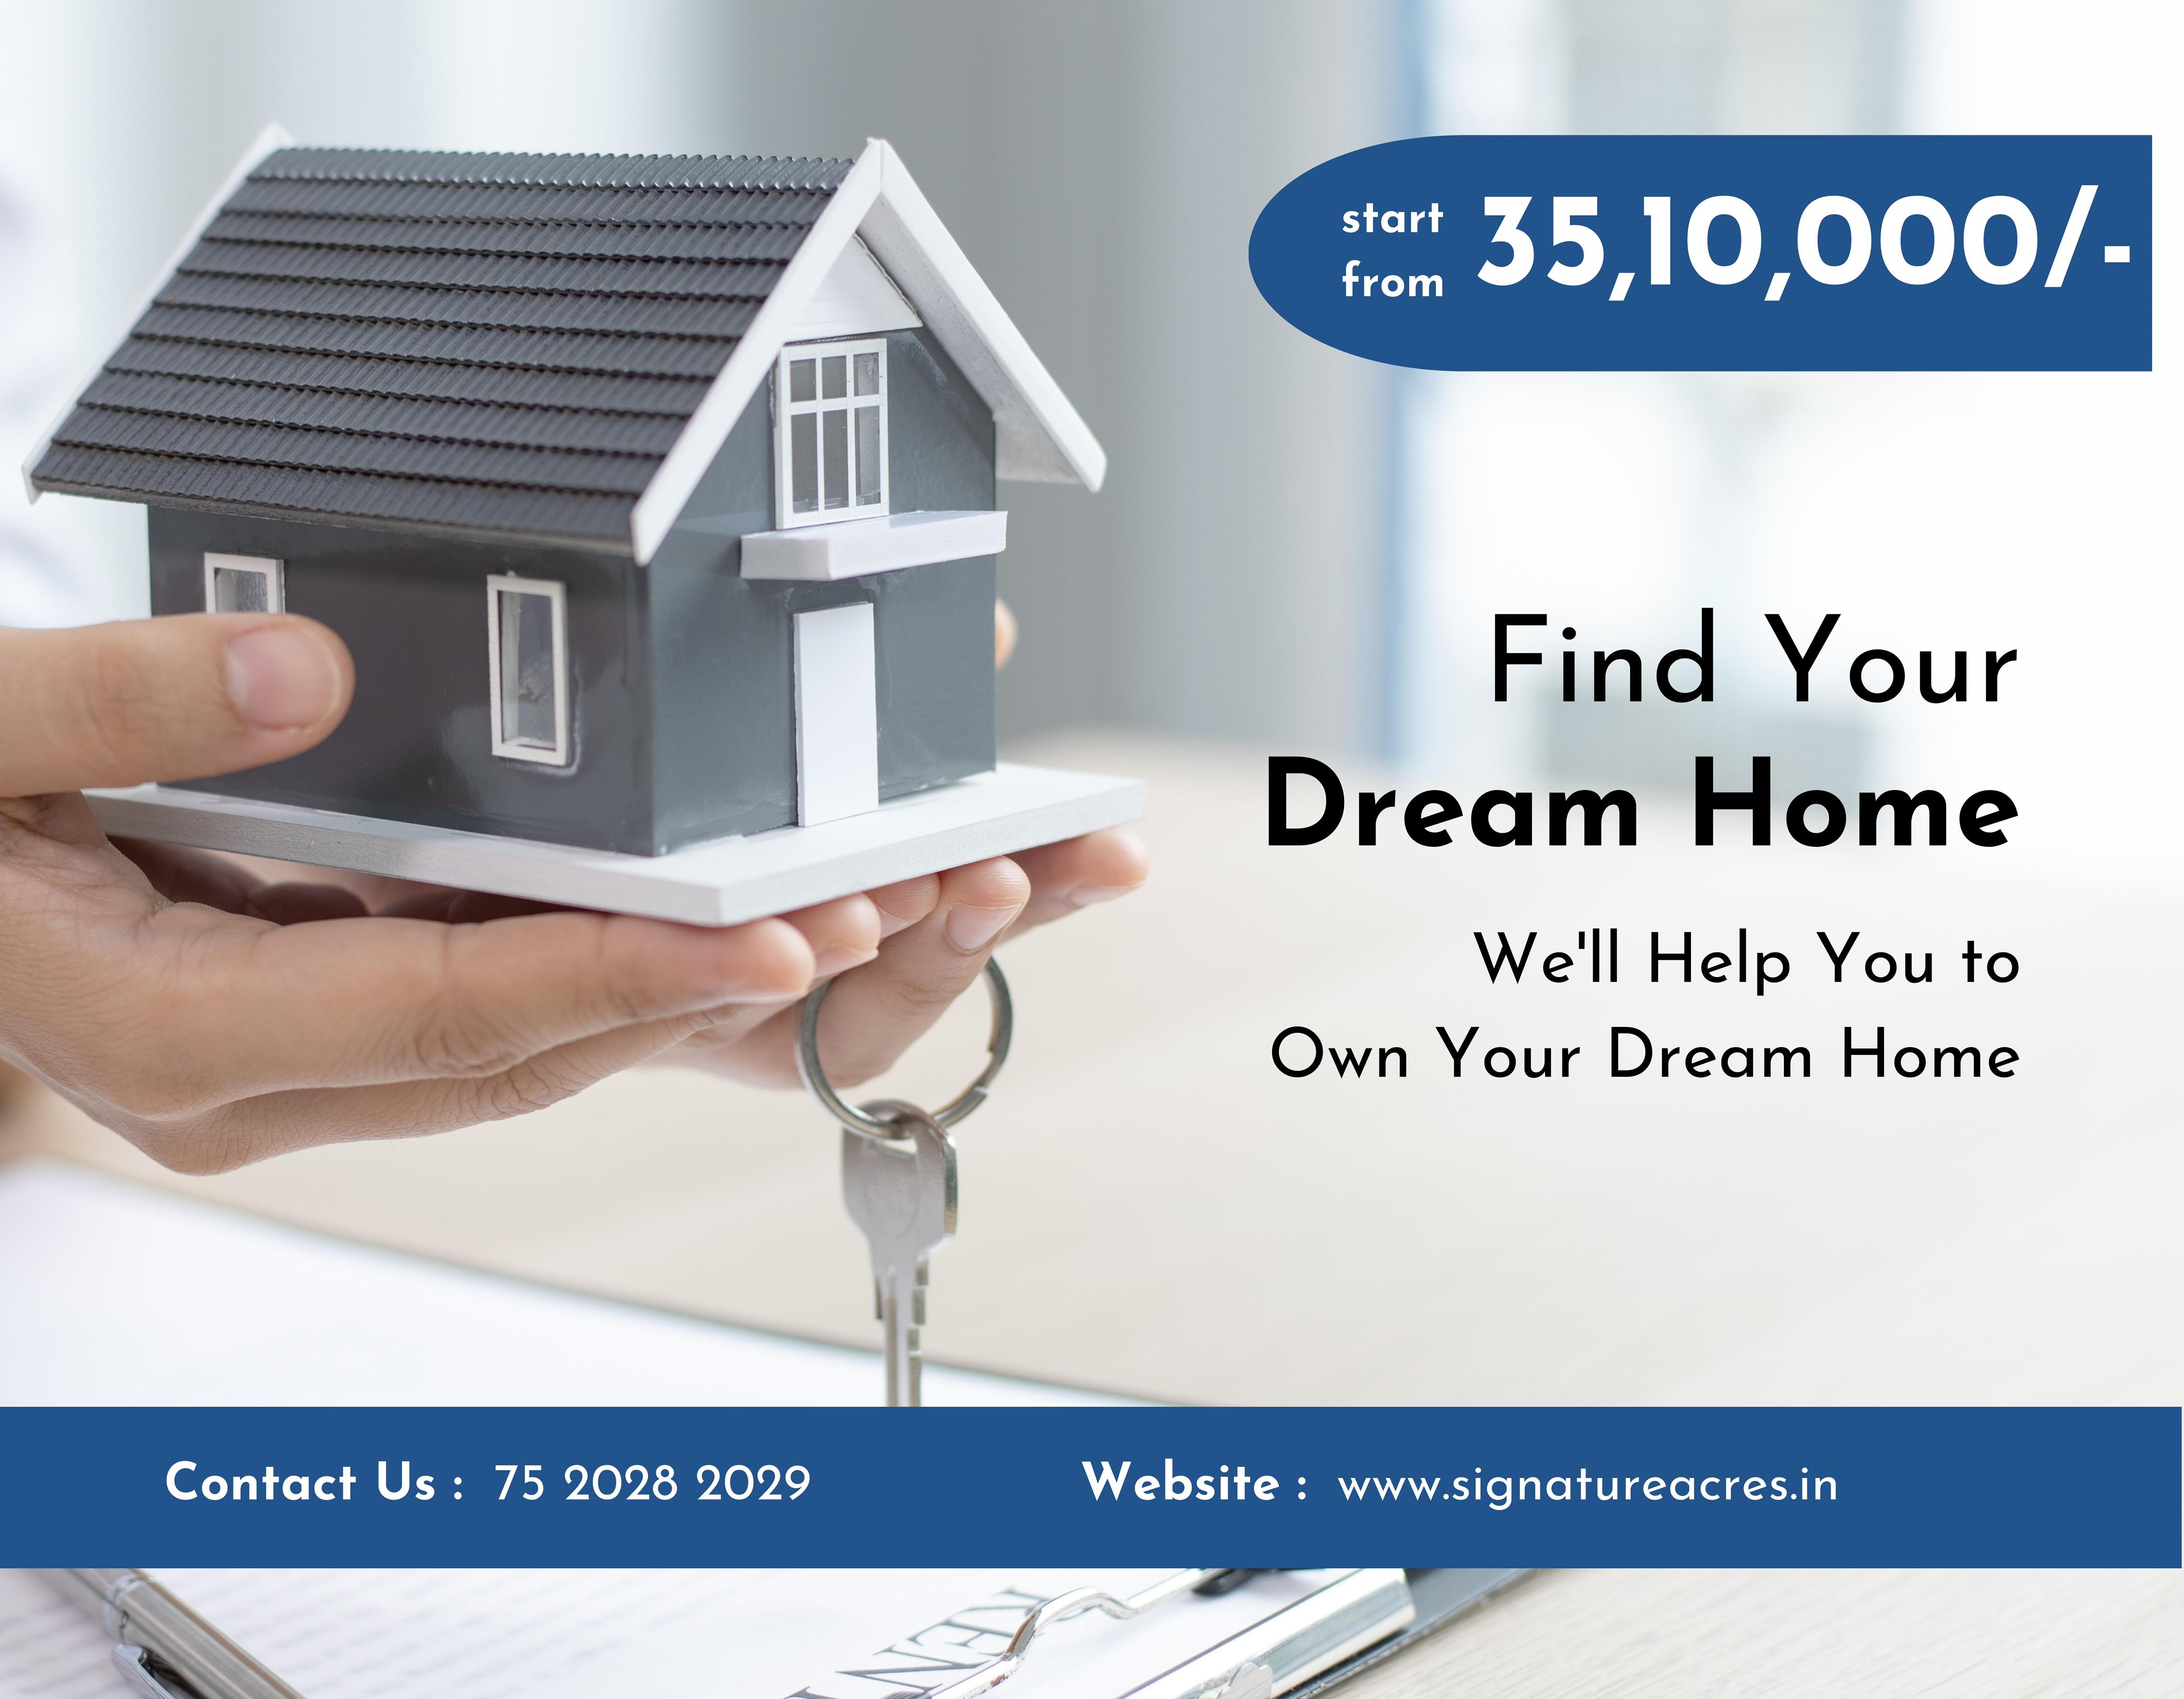 start
from
35,10,000/-
Find Your
Dream Home
We'll Help You to
Own Your Dream Home
Contact Us : 75 2028 2029
Website : www.signatureacres.in